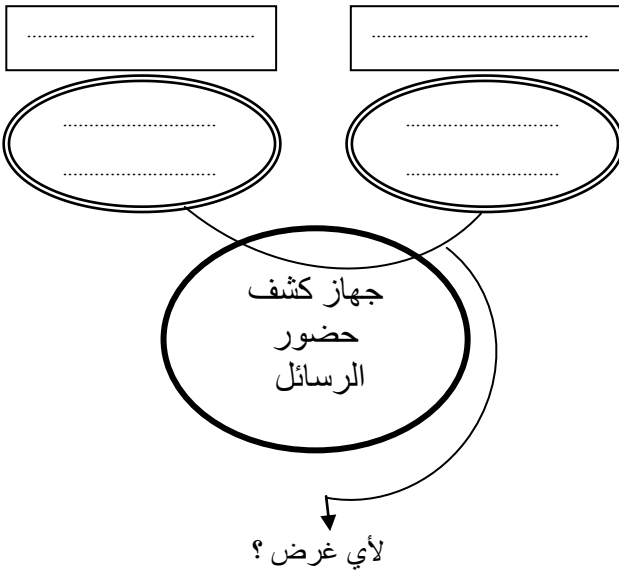 جهاز كشف
حضور
الرسائل
لأي غرض ؟